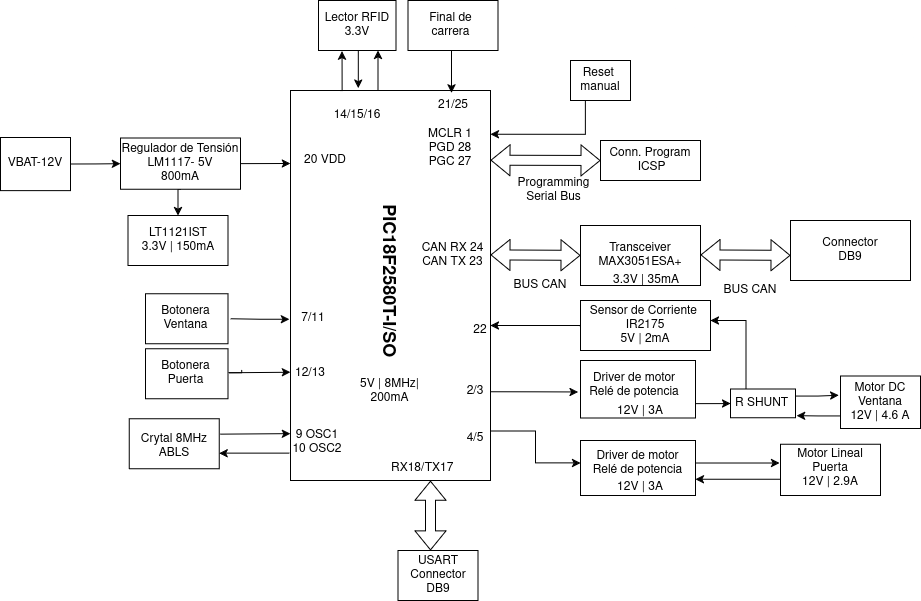 Lector RFID
3.3V
Final de
carrera
Reset
manual
14/15/16
21/25
MCLR 1
PGD 28
PGC 27
VBAT-12V
Regulador de Tensión
LM1117- 5V
800mA
20 VDD
Conn. Program
ICSP
Programming
Serial Bus
LT1121IST
3.3V | 150mA
PIC18F2580T-I/SO
CAN RX 24
CAN TX 23
BUS CAN
Transceiver
MAX3051ESA+
3.3V | 35mA
BUS CAN
Connector
DB9
Botonera
Ventana
7/11
22
Sensor de Corriente
IR2175
5V | 2mA
Botonera
Puerta
12/13
5V | 8MHz|
200mA
2/3
Driver de motor
Relé de potencia
12V | 3A
R SHUNT
Motor DC
Ventana
12V | 4.6 A
Crytal 8MHz
ABLS
9 OSC1
10 OSC2
4/5
Driver de motor
Relé de potencia
12V | 3A
Motor Lineal
Puerta
12V | 2.9A
RX18/TX17
USART
Connector
DB9